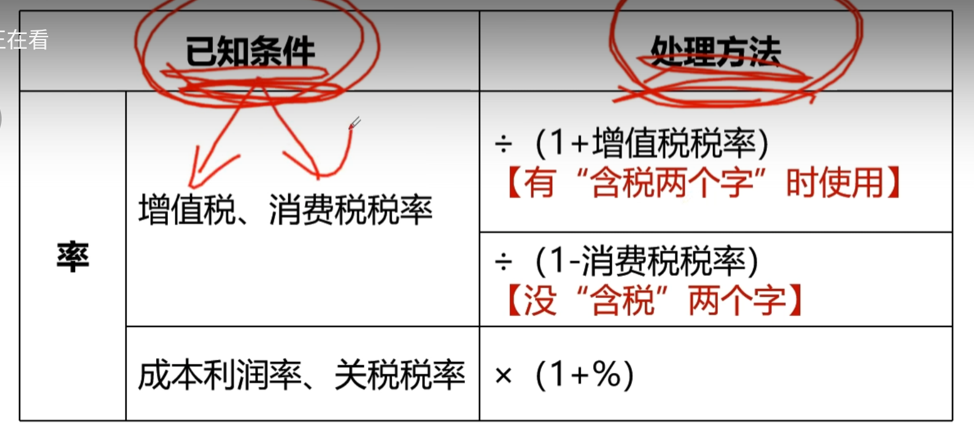 正在看
已知条件
处理方法
率
增值税、消费税税率
÷（1+增值税税率）
【有“含税两个字”时使用】
÷（1-消费税税率）
【没“含税”两个字】
成本利润率、关税税率
×（1+%）